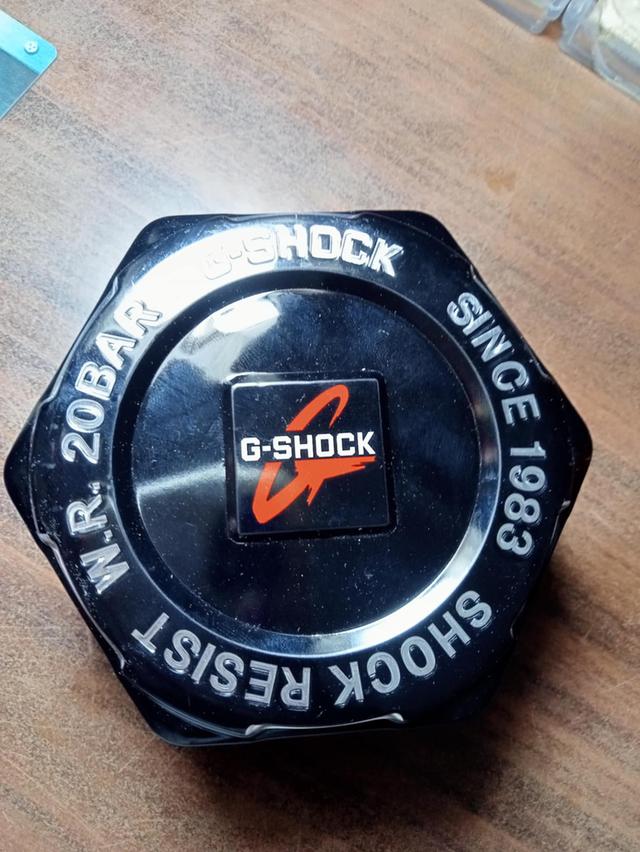 G-SHOCK
SINCE 1983
SHOCK RESIST
W.R. 20BAR
G-SHOCK